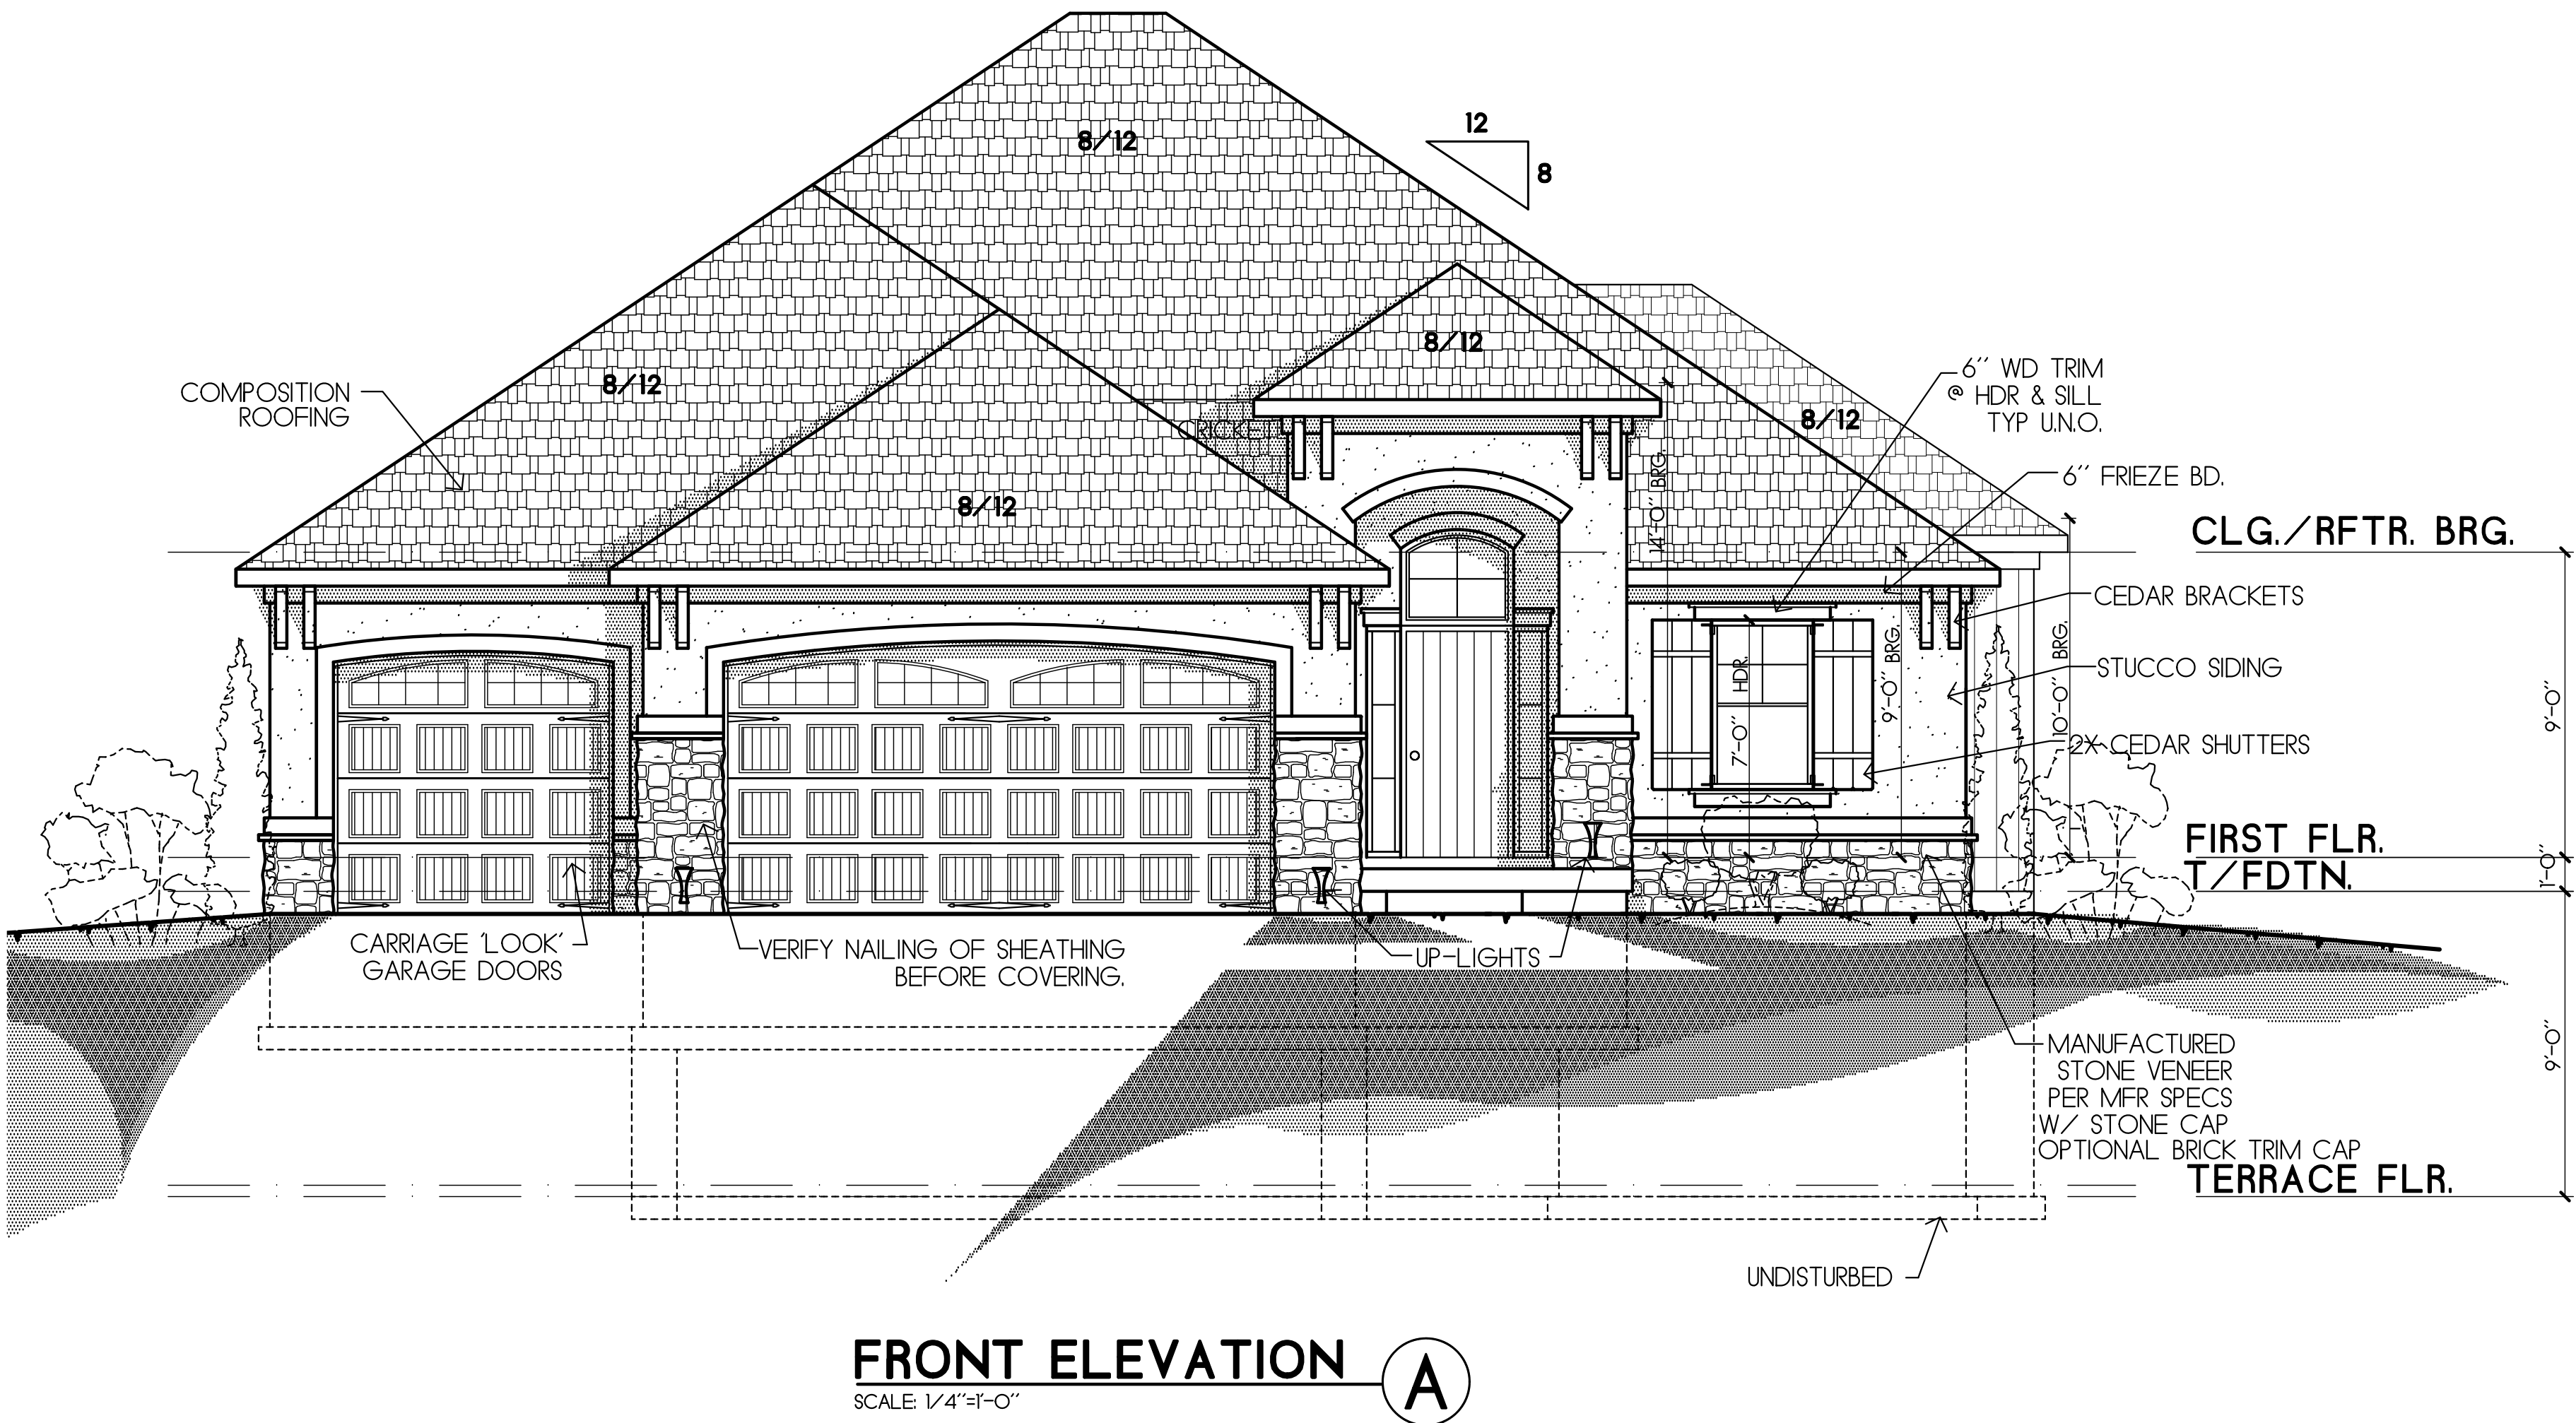 8/12
12
8
8/12
8/12
8/12
8/12
CRICKET
COMPOSITION
ROOFING
6" WD TRIM
@ HDR & SILL
TYP U.N.O.
6" FRIEZE BD.
CLG./RFTR. BRG.
CEDAR BRACKETS
STUCCO SIDING
2X CEDAR SHUTTERS
14'-0" BRG.
7'-0" HDR.
9'-0" BRG.
10'-0" BRG.
9'-0"
FIRST FLR.
T/FDTN.
1'-0"
9'-0"
CARRIAGE 'LOOK'
GARAGE DOORS
VERIFY NAILING OF SHEATHING
BEFORE COVERING.
UP-LIGHTS
MANUFACTURED
STONE VENEER
PER MFR SPECS
W/ STONE CAP
OPTIONAL BRICK TRIM CAP
TERRACE FLR.
UNDISTURBED
FRONT ELEVATION
A
SCALE: 1/4"=1'-0"